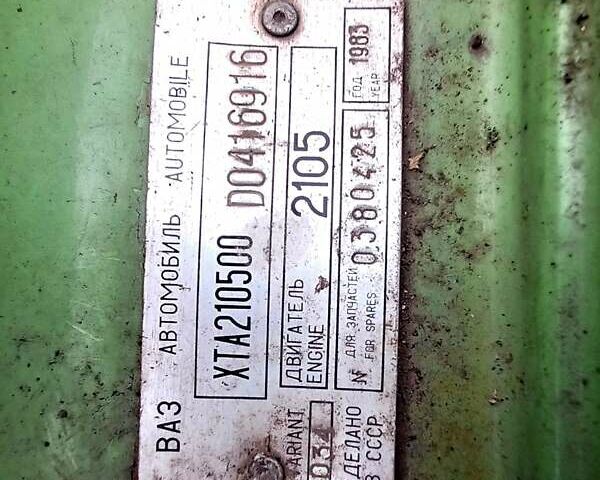 ВАЗ АВТОМОБИЛЬ AUTOMOBILE
XTA210500 D0416916
ДВИГАТЕЛЬ
ENGINE 2105
N ДЛЯ ЗАПЧАСТЕЙ
FOR SPARES 0380425
ГОД
YEAR 1983
ARIANT 034
ДЕЛАНО
В СССР